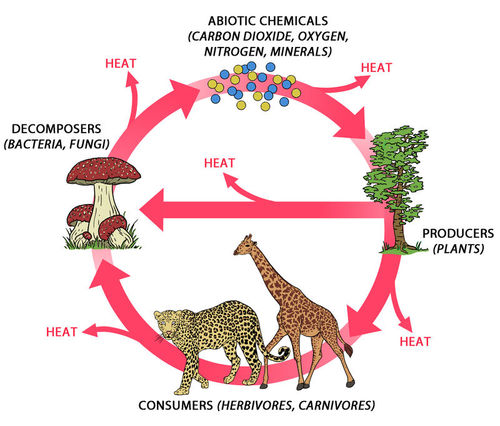 ABIOTIC CHEMICALS
(CARBON DIOXIDE, OXYGEN,
NITROGEN, MINERALS)
HEAT
HEAT
DECOMPOSERS
(BACTERIA, FUNGI)
HEAT
PRODUCERS
(PLANTS)
HEAT
HEAT
CONSUMERS (HERBIVORES, CARNIVORES)